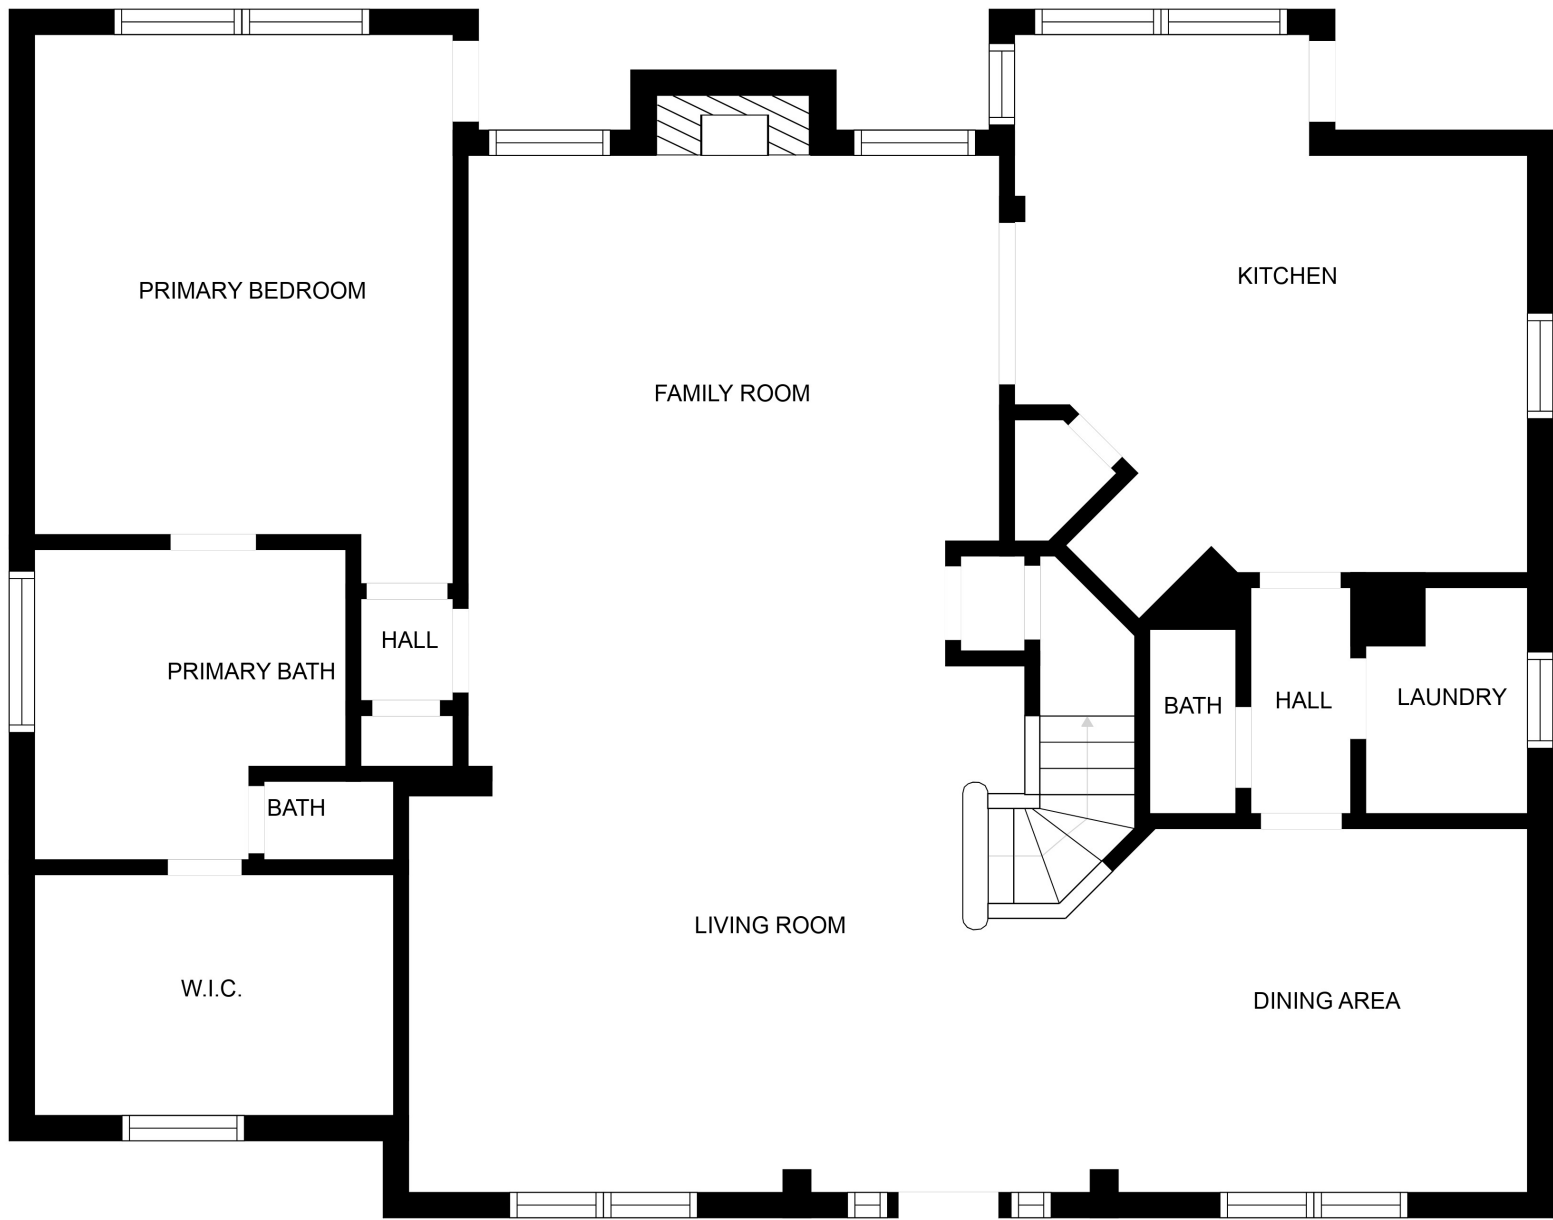 KITCHEN
PRIMARY BEDROOM
FAMILY ROOM
HALL
PRIMARY BATH
LAUNDRY
HALL
BATH
BATH
LIVING ROOM
W.I.C.
DINING AREA